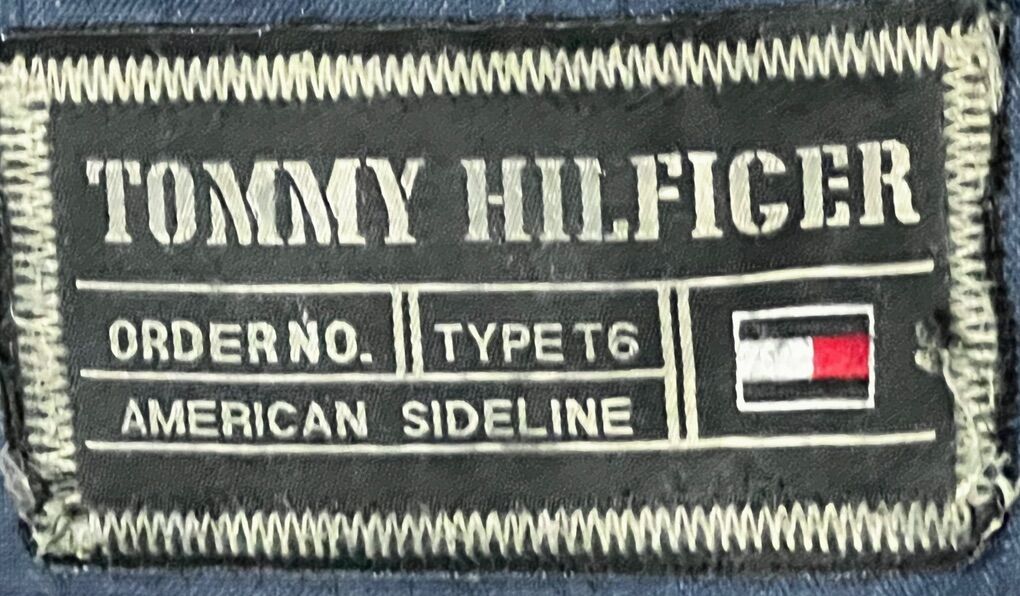 TOMMY HILFIGER
ORDER NO. TYPE T6
AMERICAN SIDELINE